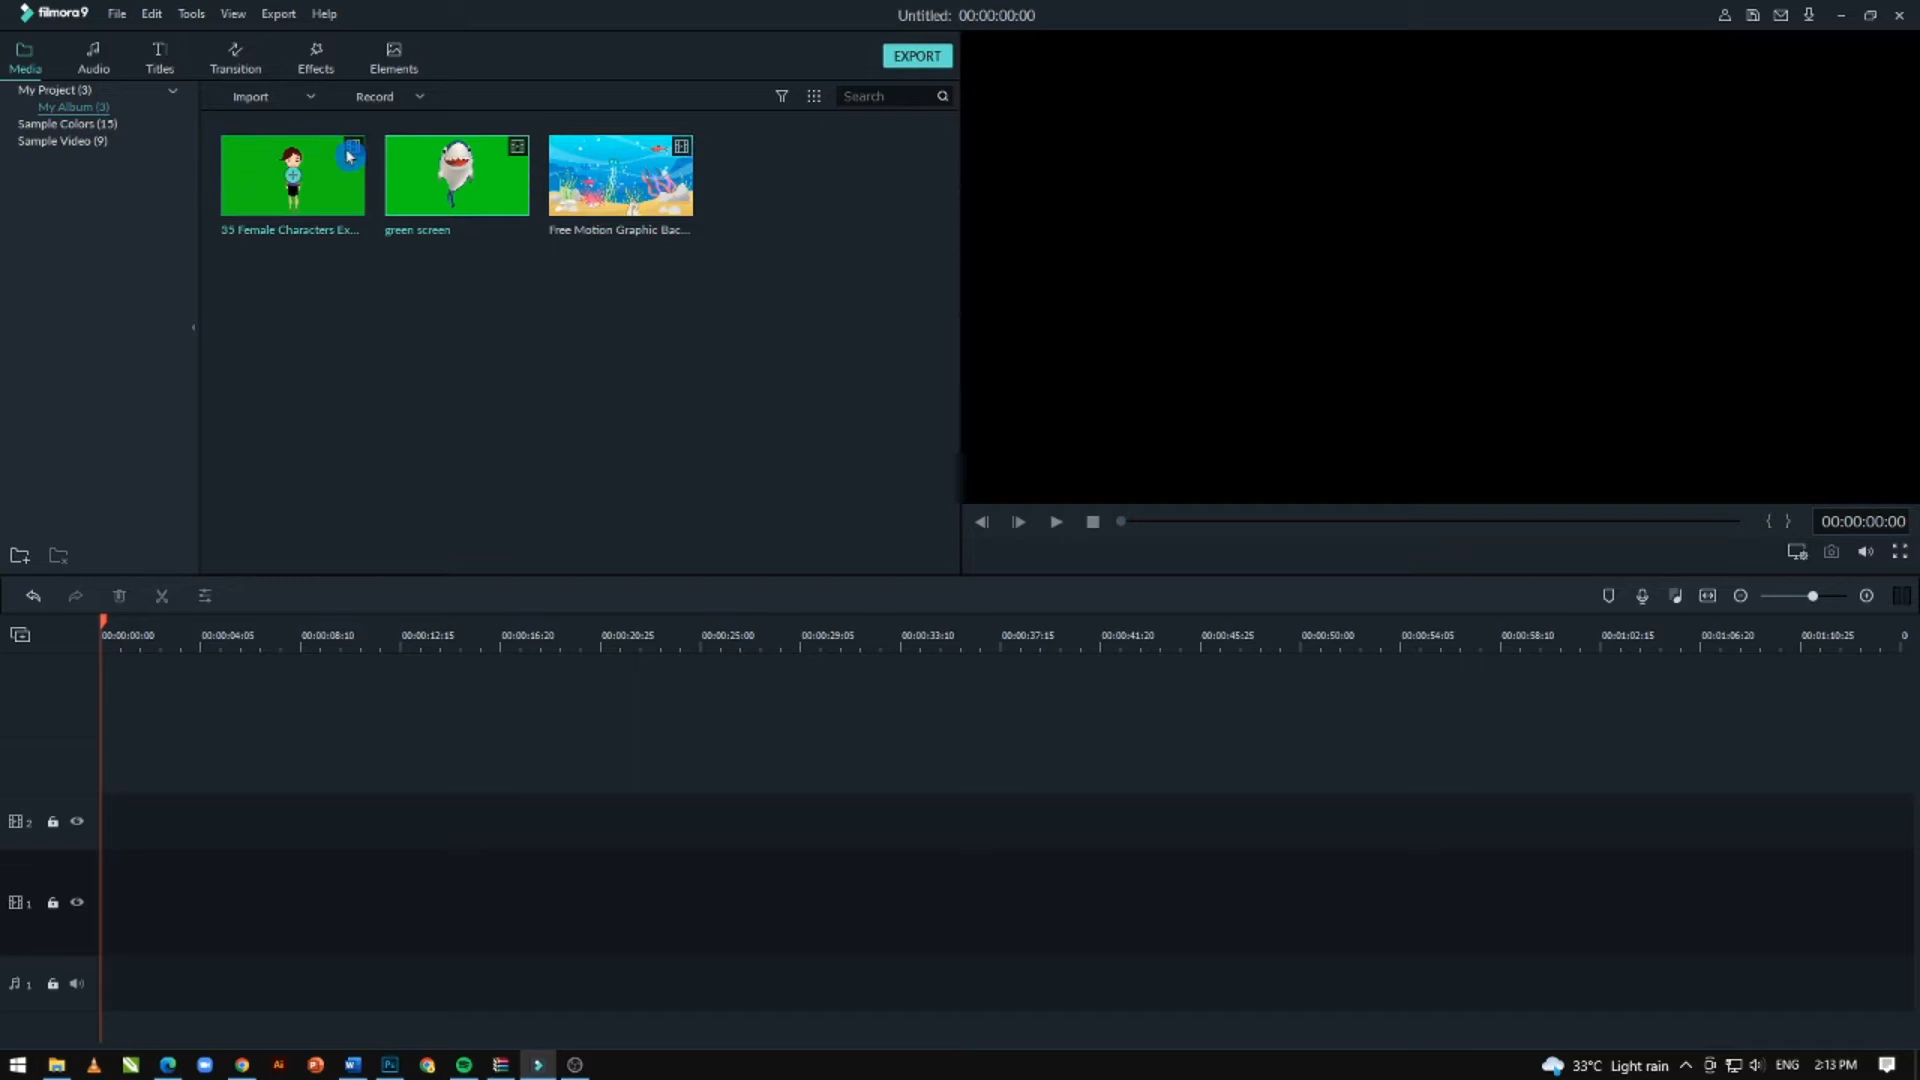 filmora9 File Edit Tools View Export Help Untitled: 00:00:00:00
Media Audio Titles Transition Effects Elements EXPORT
My Project (3) Import Record Search
My Album (3)
Sample Colors (15)
Sample Video (9)
35 Female Characters Ex... green screen Free Motion Graphic Bac...
00:00:00:00
00:00:00:00 00:00:04:05 00:00:08:10 00:00:12:15 00:00:16:20 00:00:20:25 00:00:25:00 00:00:29:05 00:00:33:10 00:00:37:15 00:00:41:20 00:00:45:25 00:00:50:00 00:00:54:05 00:00:58:10 00:01:02:15 00:01:06:20 00:01:10:25 0
2
1
1
Ai Ps 33°C Light rain ENG 2:13 PM